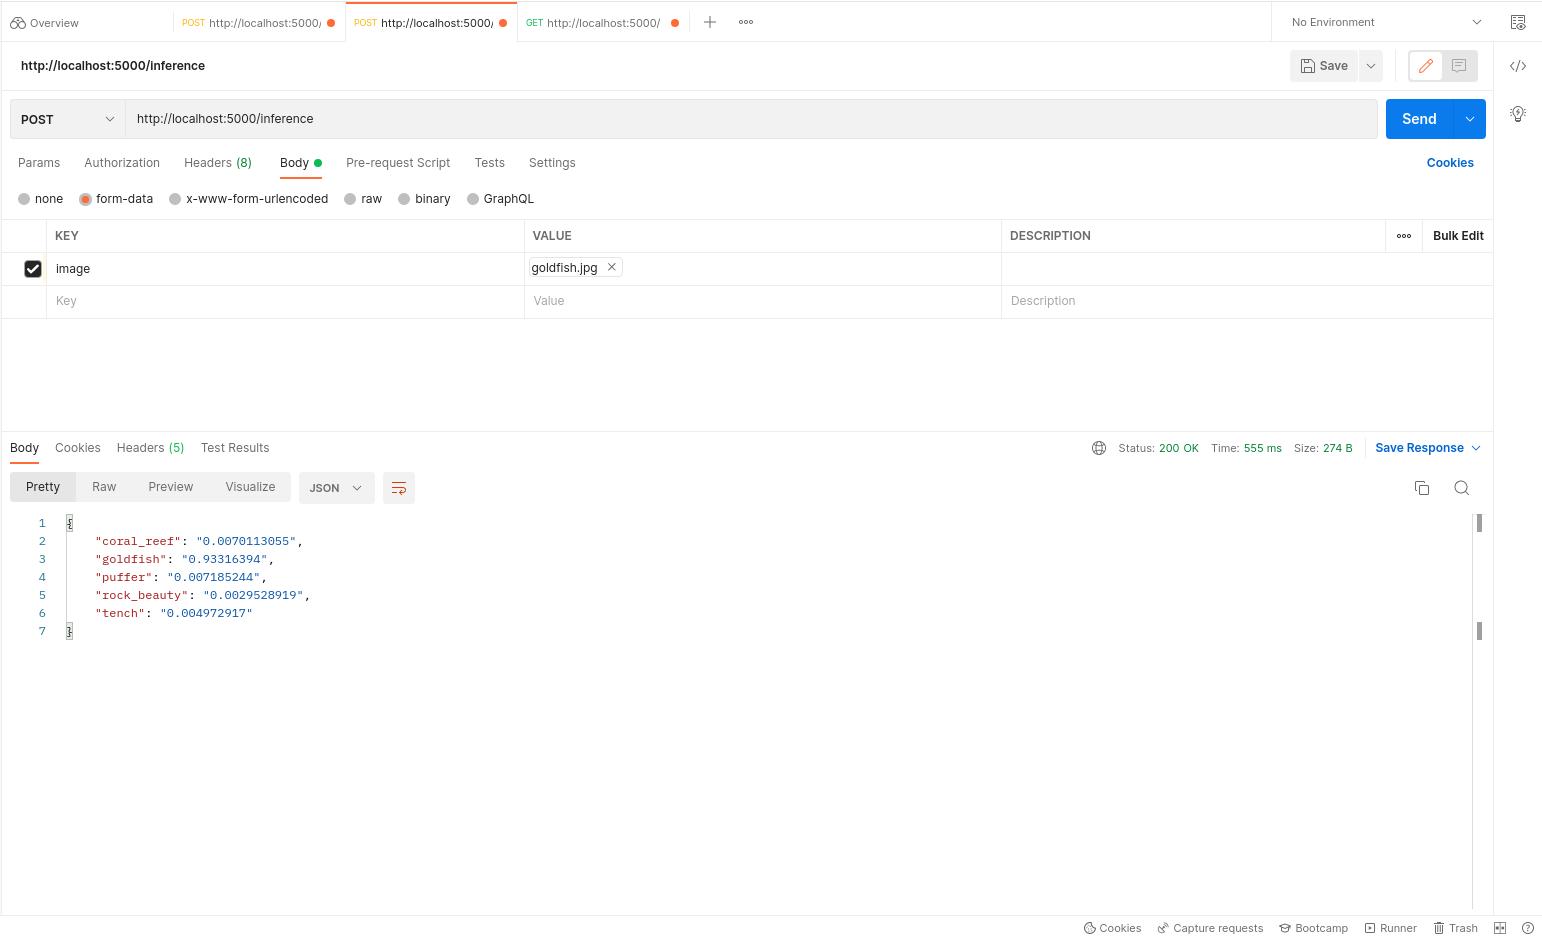 Overview
POST http://localhost:5000/
POST http://localhost:5000/
GET http://localhost:5000/
No Environment
http://localhost:5000/inference
Save
POST
http://localhost:5000/inference
Send
Params Authorization Headers (8) Body Pre-request Script Tests Settings
Cookies
none form-data x-www-form-urlencoded raw binary GraphQL
KEY VALUE DESCRIPTION Bulk Edit
image goldfish.jpg
Key Value Description
Body Cookies Headers (5) Test Results
Status: 200 OK Time: 555 ms Size: 274 B Save Response
Pretty Raw Preview Visualize JSON
1 {
2 "coral_reef": "0.0070113055",
3 "goldfish": "0.93316394",
4 "puffer": "0.007185244",
5 "rock_beauty": "0.0029528919",
6 "tench": "0.004972917"
7 }
Cookies Capture requests Bootcamp Runner Trash